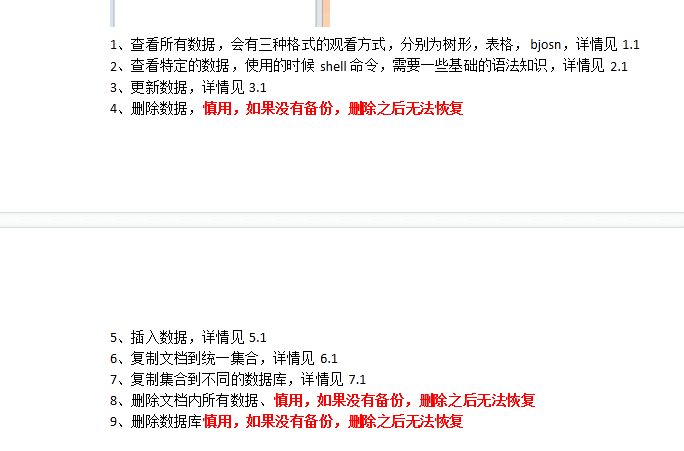 1、查看所有数据，会有三种格式的观看方式，分别为树形，表格，bjosn，详情见 1.1
2、查看特定的数据，使用的时候 shell 命令，需要一些基础的语法知识，详情见 2.1
3、更新数据，详情见 3.1
4、删除数据，慎用，如果没有备份，删除之后无法恢复
5、插入数据，详情见 5.1
6、复制文档到统一集合，详情见 6.1
7、复制集合到不同的数据库，详情见 7.1
8、删除文档内所有数据、慎用，如果没有备份，删除之后无法恢复
9、删除数据库慎用，如果没有备份，删除之后无法恢复